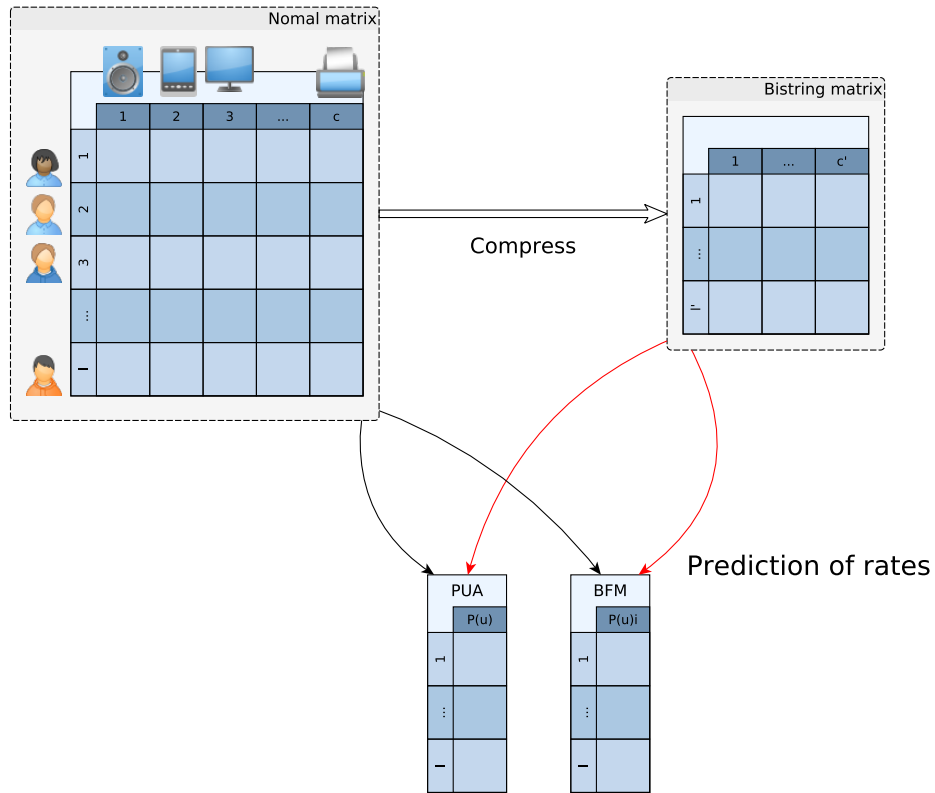 Nomal matrix
1 2 3 ... c
1
2
3
...
l
Compress
Bistring matrix
1 ... c'
1
...
l'
Prediction of rates
PUA
P(u)
1
...
l
BFM
P(u)i
1
...
l